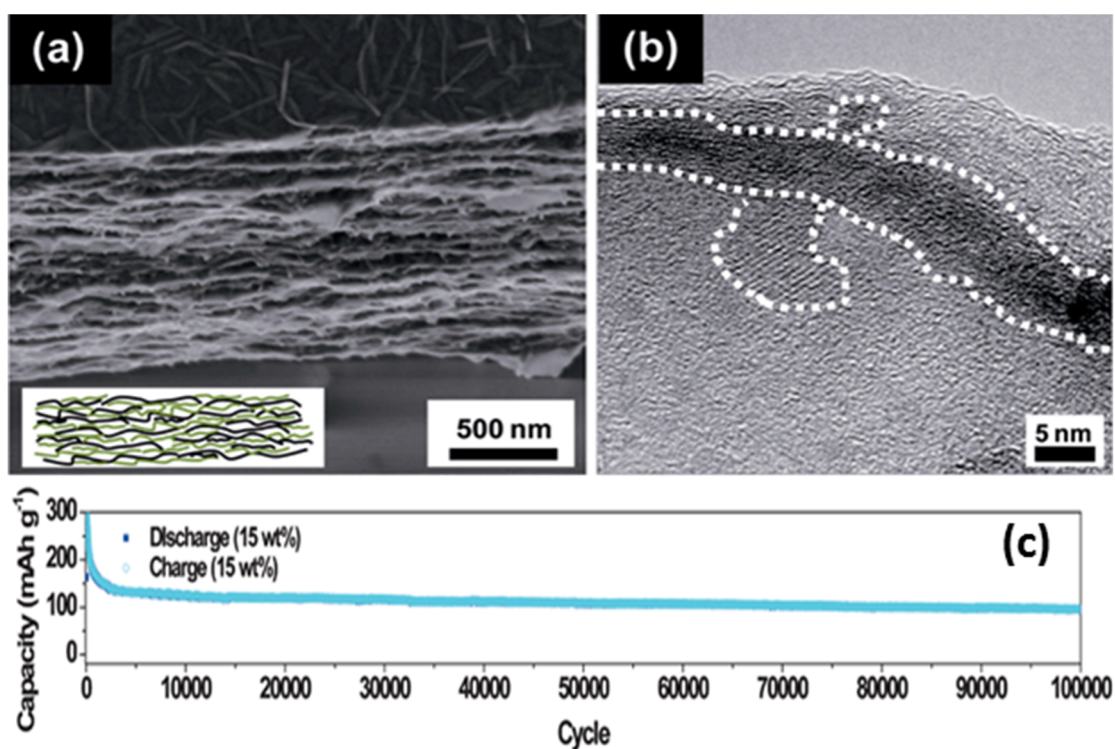 (a)
(b)
500 nm
5 nm
Capacity (mAh g⁻¹)
300
200
100
0
Discharge (15 wt%)
Charge (15 wt%)
(c)
0 10000 20000 30000 40000 50000 60000 70000 80000 90000 100000
Cycle